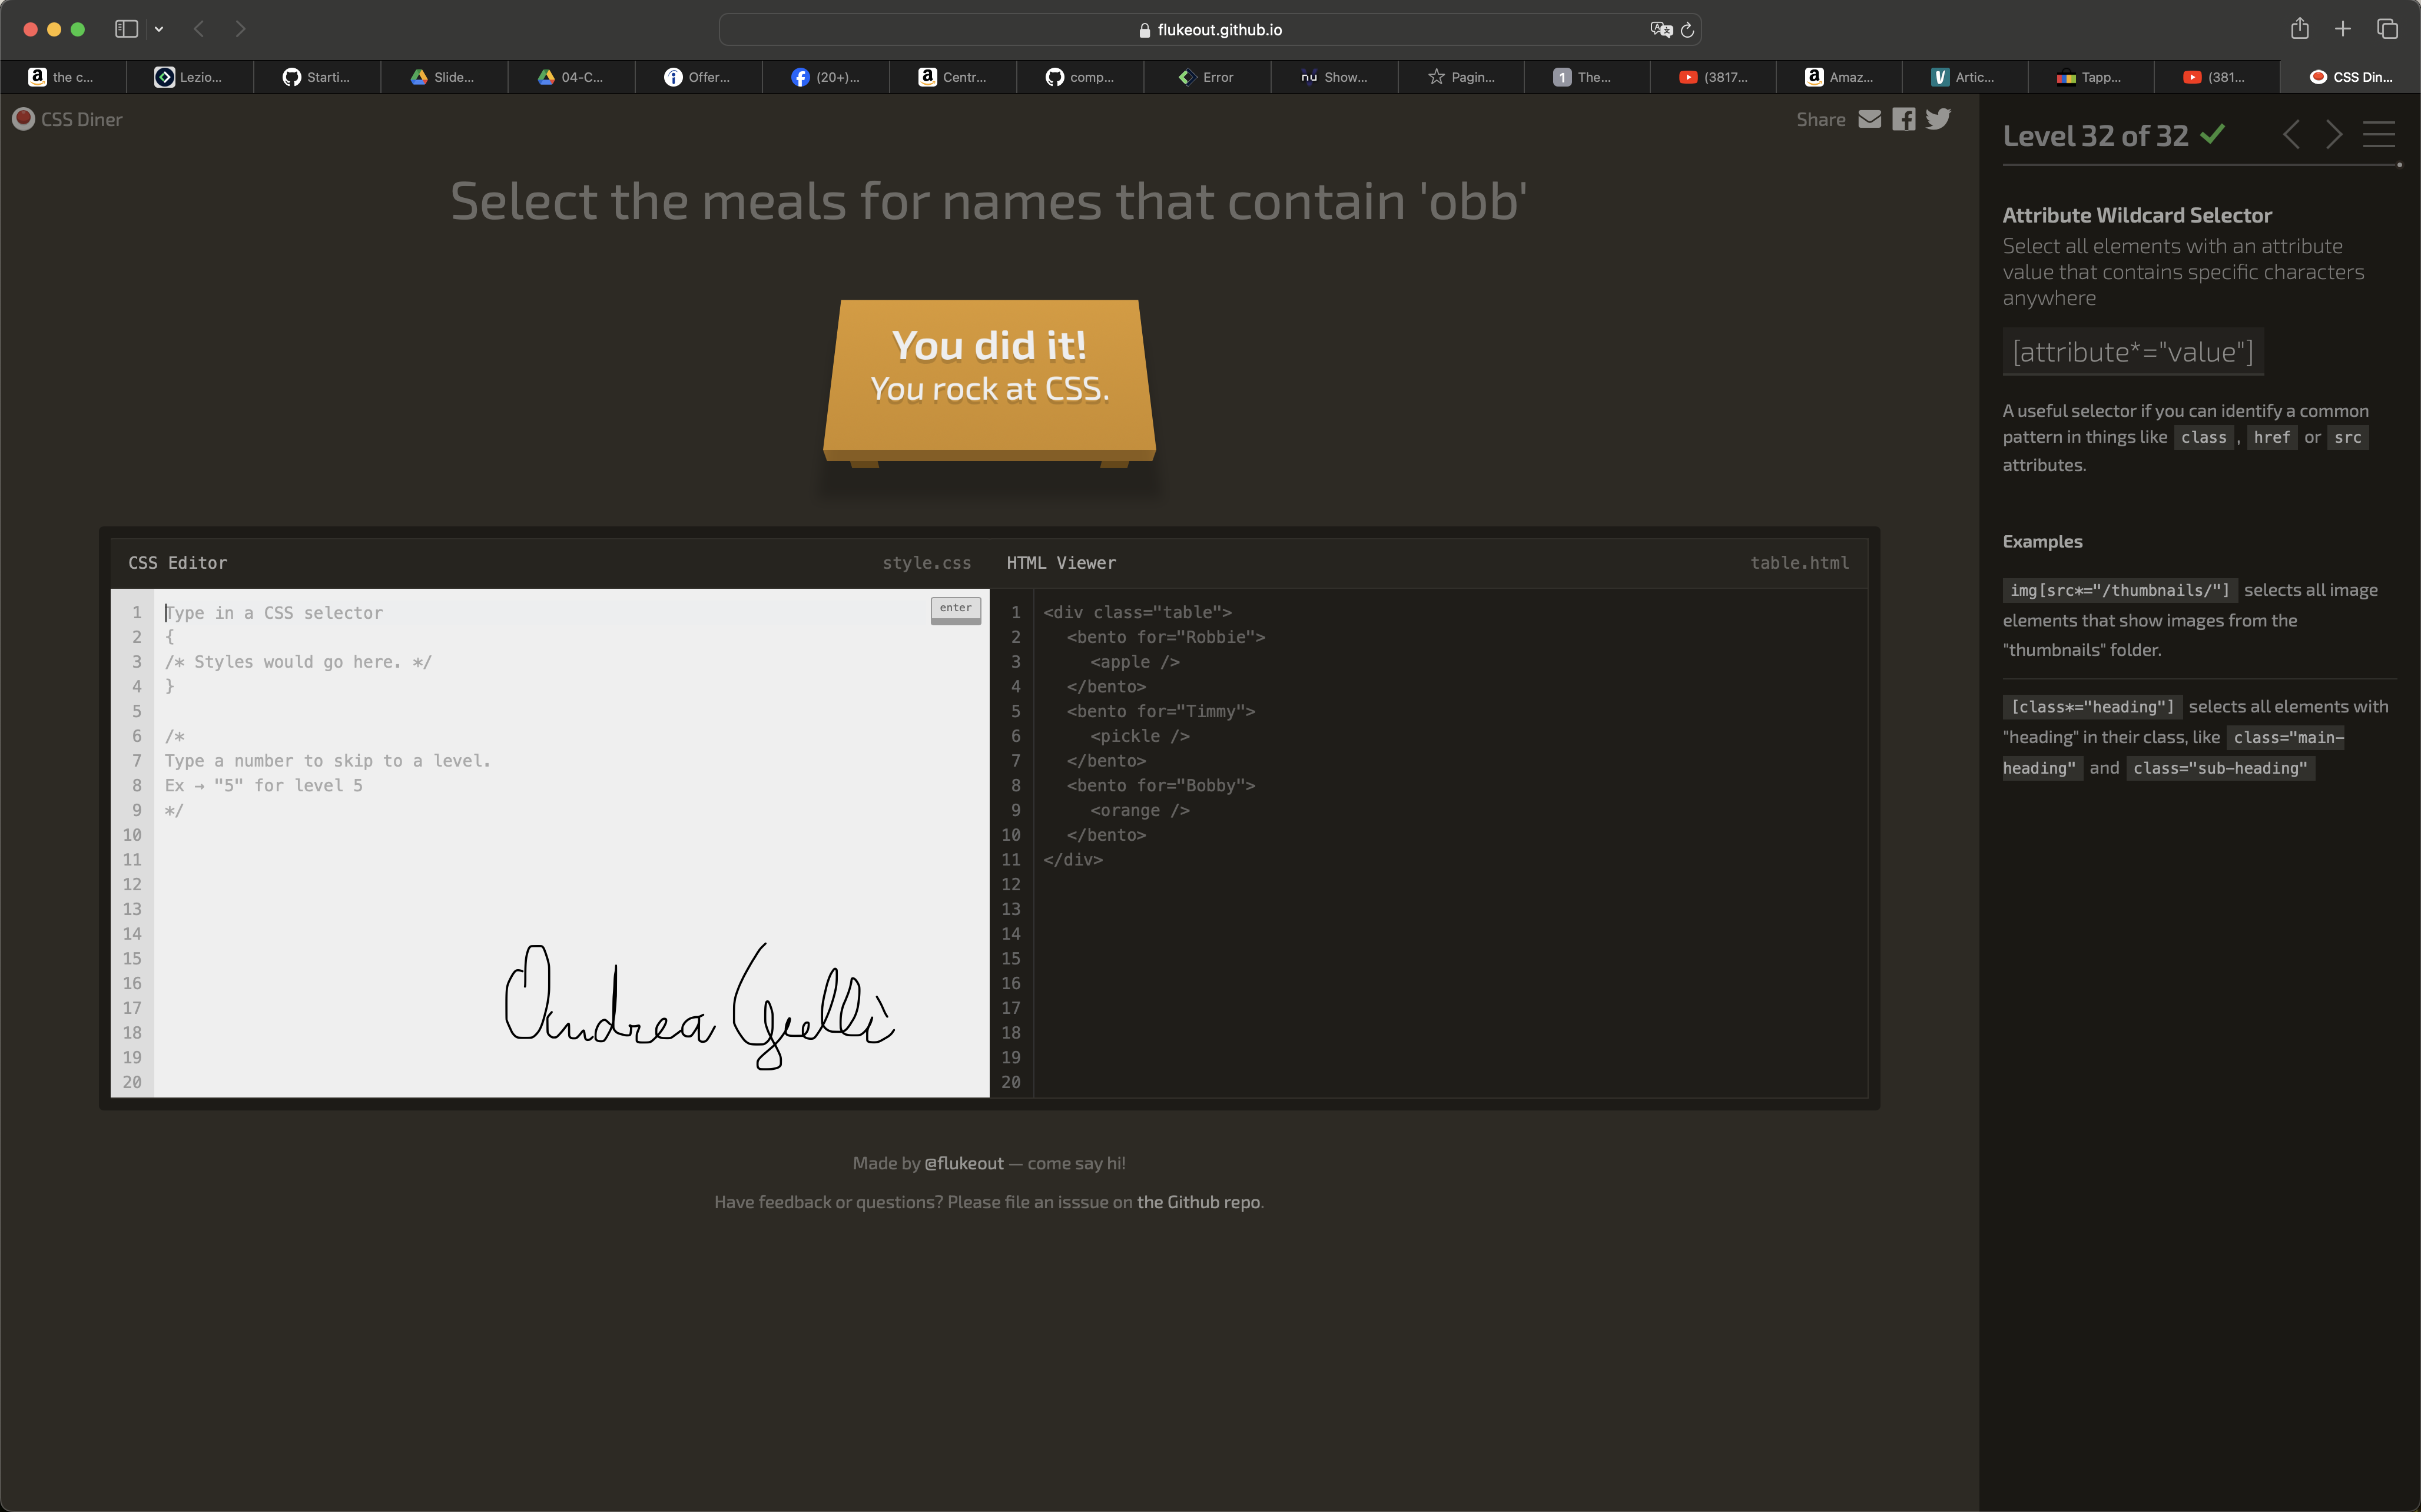 flukeout.github.io
the c...
Lezio...
Starti...
Slide...
04-C...
Offer...
(20+)...
Centr...
comp...
Error
nu Show...
Pagin...
1 The...
(3817...
Amaz...
Artic...
Tapp...
(381...
CSS Din...
CSS Diner
Share
Select the meals for names that contain 'obb'
You did it!
You rock at CSS.
CSS Editor style.css
1 Type in a CSS selector
enter
2 {
3 /* Styles would go here. */
4 }
5
6 /*
7 Type a number to skip to a level.
8 Ex → "5" for level 5
9 */
10
11
12
13
14
15
16
17
18
19
20
Andrea Gulli
HTML Viewer table.html
1 <div class="table">
2 <bento for="Robbie">
3 <apple />
4 </bento>
5 <bento for="Timmy">
6 <pickle />
7 </bento>
8 <bento for="Bobby">
9 <orange />
10 </bento>
11 </div>
12
13
14
15
16
17
18
19
20
Made by @flukeout — come say hi!
Have feedback or questions? Please file an isssue on the Github repo.
Level 32 of 32
Attribute Wildcard Selector
Select all elements with an attribute
value that contains specific characters
anywhere
[attribute*="value"]
A useful selector if you can identify a common
pattern in things like class , href or src
attributes.
Examples
img[src*="/thumbnails/"] selects all image
elements that show images from the
"thumbnails" folder.
[class*="heading"] selects all elements with
"heading" in their class, like class="main-
heading" and class="sub-heading"